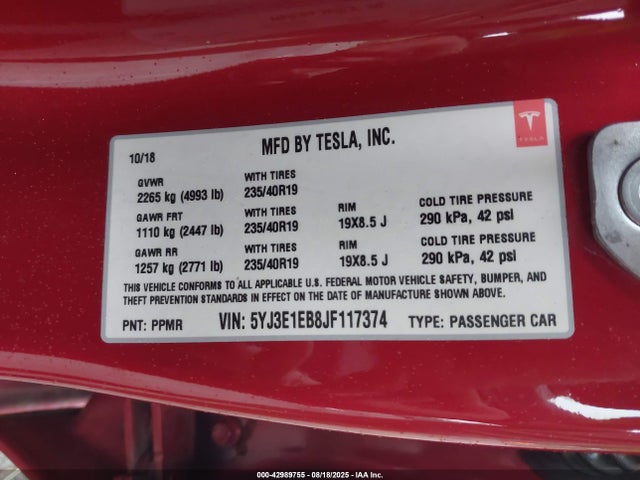 MFD BY TESLA, INC.
TESLA
10/18
GVWR WITH TIRES
2265 kg (4993 lb) 235/40R19
GAWR FRT WITH TIRES RIM COLD TIRE PRESSURE
1110 kg (2447 lb) 235/40R19 19X8.5 J 290 kPa, 42 psi
GAWR RR WITH TIRES RIM COLD TIRE PRESSURE
1257 kg (2771 lb) 235/40R19 19X8.5 J 290 kPa, 42 psi
THIS VEHICLE CONFORMS TO ALL APPLICABLE U.S. FEDERAL MOTOR VEHICLE SAFETY, BUMPER, AND
THEFT PREVENTION STANDARDS IN EFFECT ON THE DATE OF MANUFACTURE SHOWN ABOVE.
PNT: PPMR VIN: 5YJ3E1EB8JF117374 TYPE: PASSENGER CAR
000-42989755 - 08/18/2025 - IAA Inc.